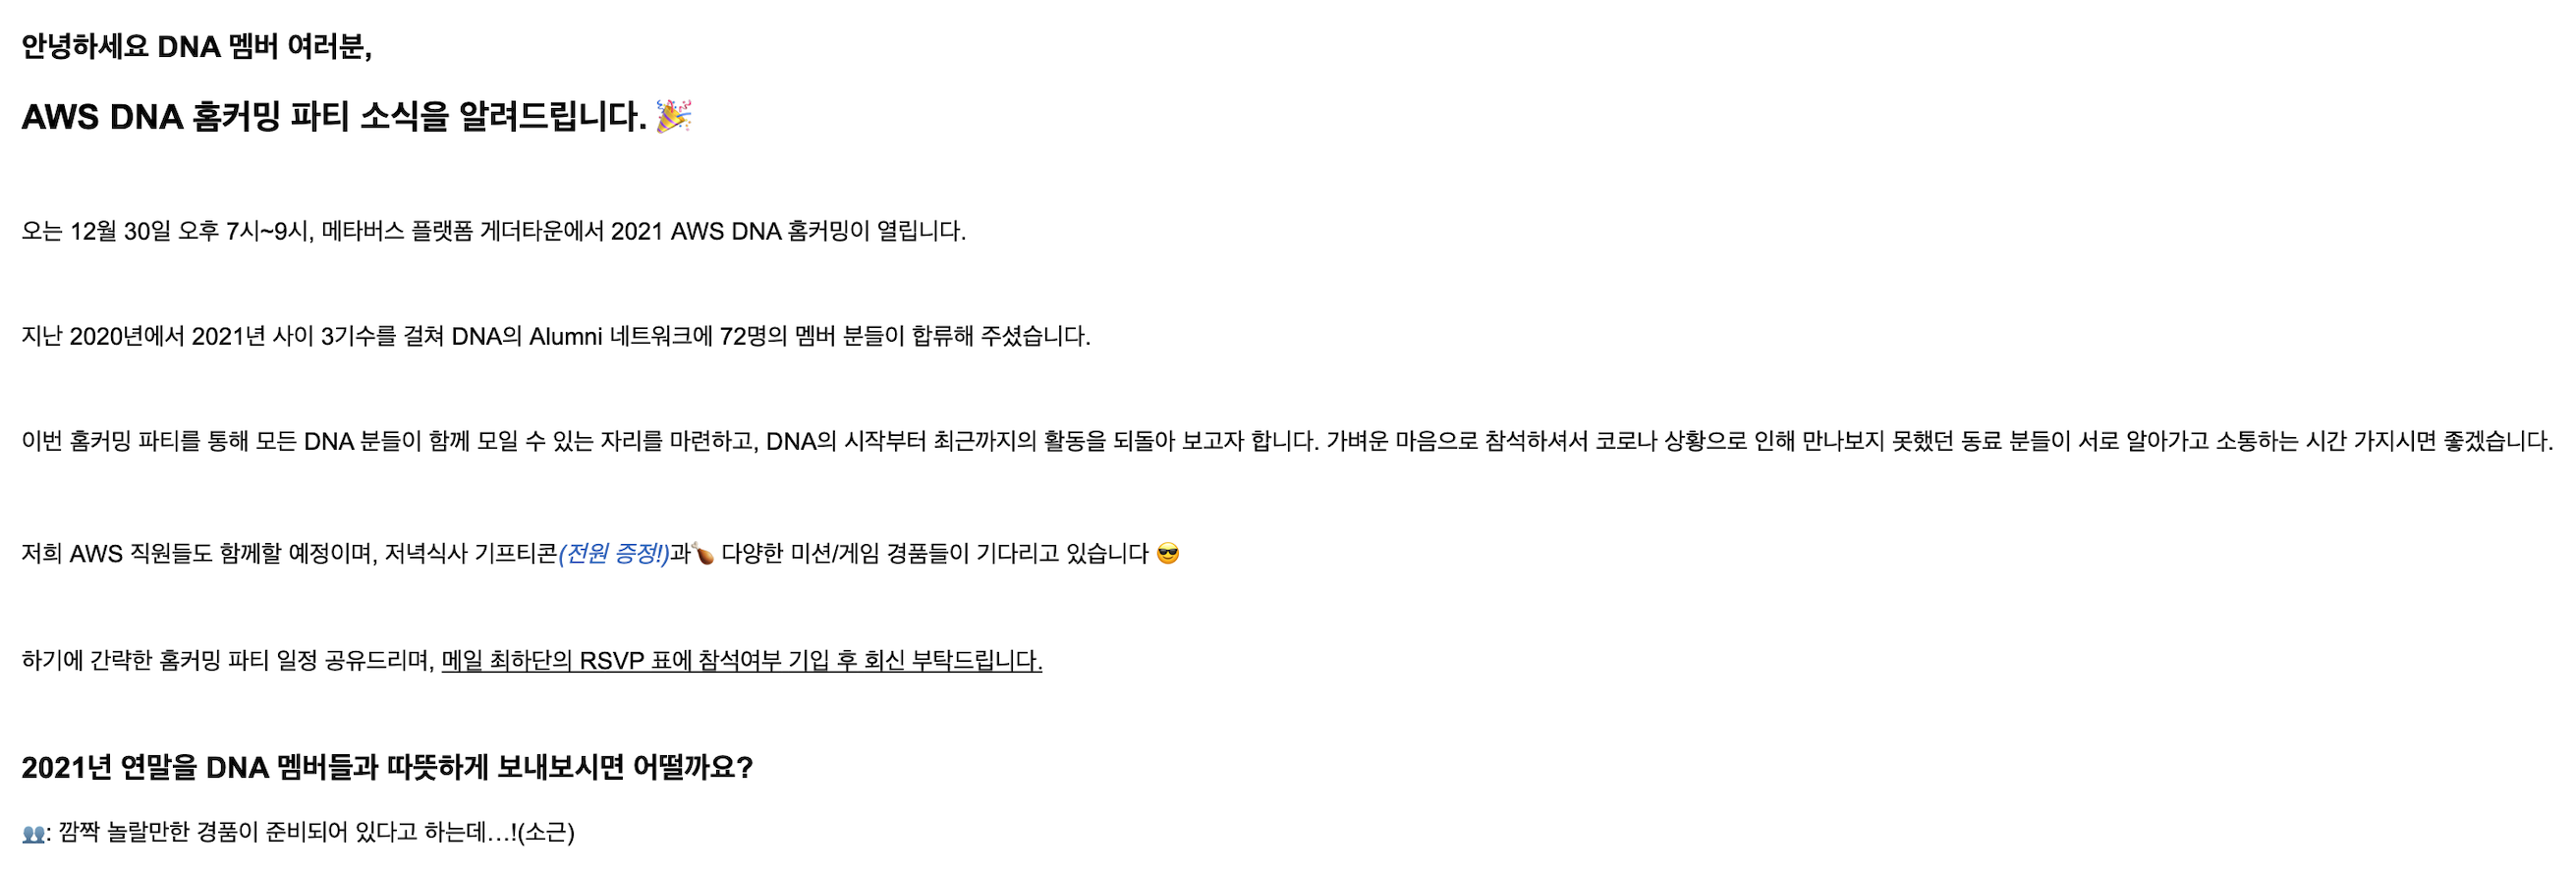 안녕하세요 DNA 멤버 여러분,
AWS DNA 홈커밍 파티 소식을 알려드립니다. 🎉
오는 12월 30일 오후 7시~9시, 메타버스 플랫폼 게더타운에서 2021 AWS DNA 홈커밍이 열립니다.
지난 2020년에서 2021년 사이 3기수를 걸쳐 DNA의 Alumni 네트워크에 72명의 멤버 분들이 합류해 주셨습니다.
이번 홈커밍 파티를 통해 모든 DNA 분들이 함께 모일 수 있는 자리를 마련하고, DNA의 시작부터 최근까지의 활동을 되돌아 보고자 합니다. 가벼운 마음으로 참석하셔서 코로나 상황으로 인해 만나보지 못했던 동료 분들이 서로 알아가고 소통하는 시간 가지시면 좋겠습니다.
저희 AWS 직원들도 함께할 예정이며, 저녁식사 기프티콘(전원 증정!)과🍗 다양한 미션/게임 경품들이 기다리고 있습니다 😎
하기에 간략한 홈커밍 파티 일정 공유드리며, 메일 최하단의 RSVP 표에 참석여부 기입 후 회신 부탁드립니다.
2021년 연말을 DNA 멤버들과 따뜻하게 보내보시면 어떨까요?
👥: 깜짝 놀랄만한 경품이 준비되어 있다고 하는데…!(소근)